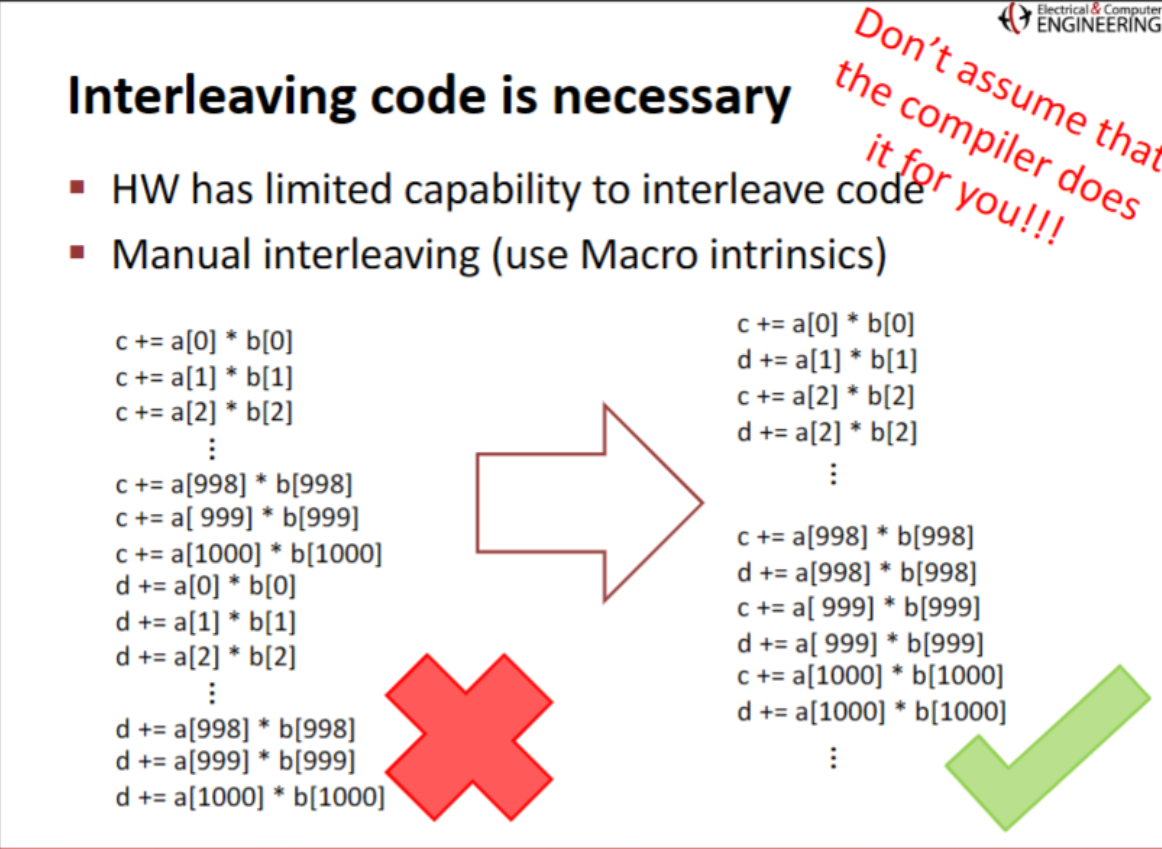 Electrical & Computer
ENGINEERING
Don't assume that
the compiler does
it for you!!!
Interleaving code is necessary
▪ HW has limited capability to interleave code
▪ Manual interleaving (use Macro intrinsics)
c += a[0] * b[0]
c += a[1] * b[1]
c += a[2] * b[2]
⋮
c += a[998] * b[998]
c += a[ 999] * b[999]
c += a[1000] * b[1000]
d += a[0] * b[0]
d += a[1] * b[1]
d += a[2] * b[2]
⋮
d += a[998] * b[998]
d += a[999] * b[999]
d += a[1000] * b[1000]
c += a[0] * b[0]
d += a[1] * b[1]
c += a[2] * b[2]
d += a[2] * b[2]
⋮
c += a[998] * b[998]
d += a[998] * b[998]
c += a[ 999] * b[999]
d += a[ 999] * b[999]
c += a[1000] * b[1000]
d += a[1000] * b[1000]
⋮